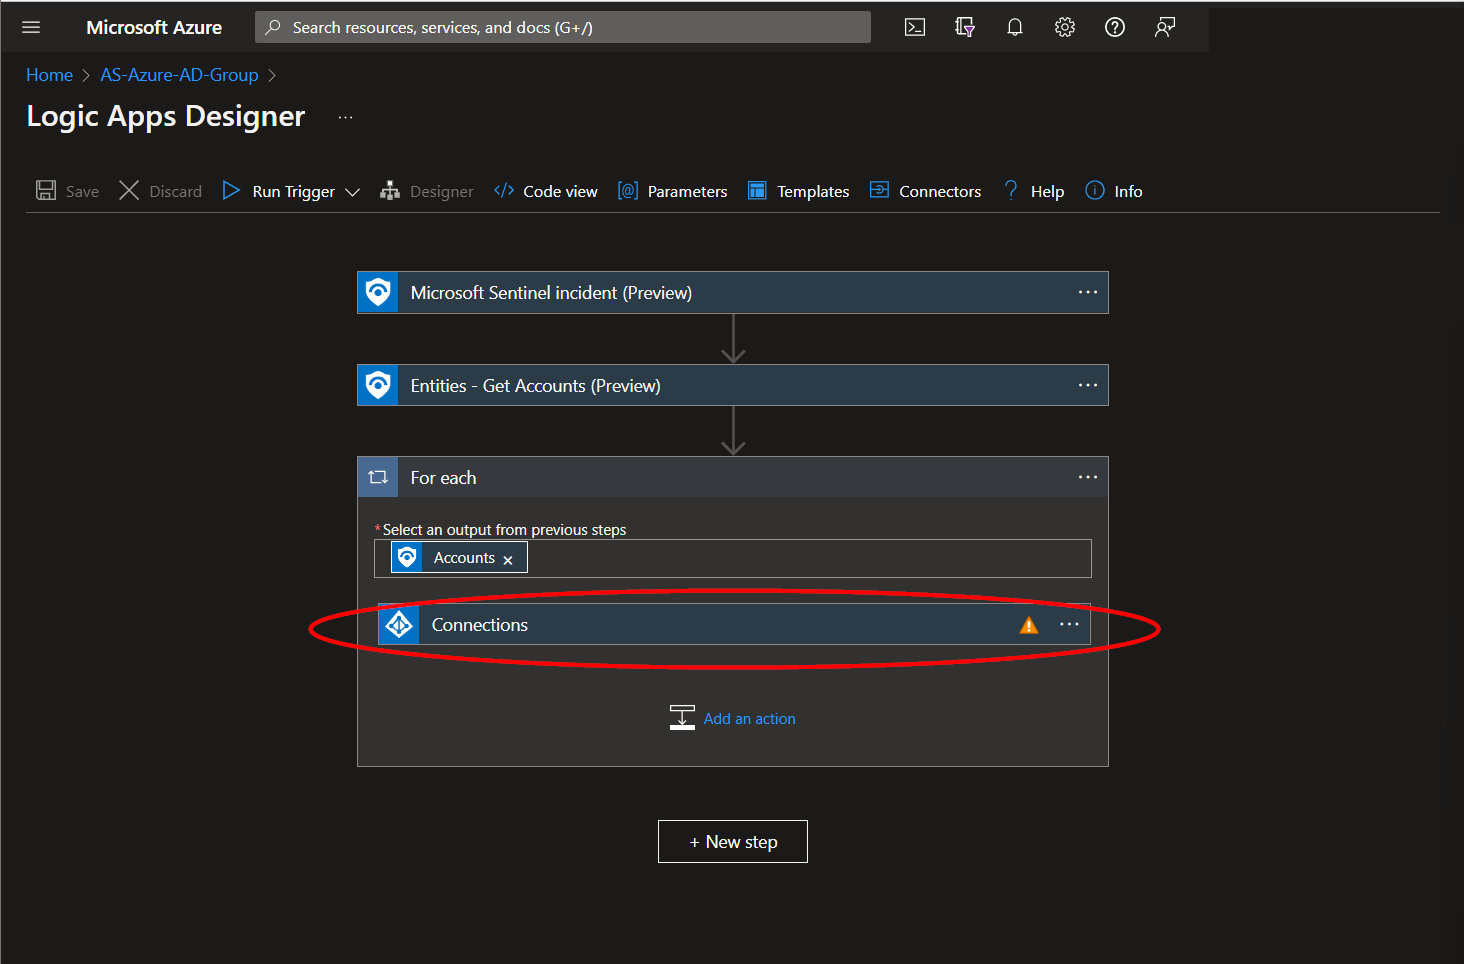 Microsoft Azure
Search resources, services, and docs (G+/)
Home > AS-Azure-AD-Group >
Logic Apps Designer ...
Save Discard Run Trigger Designer </> Code view [@] Parameters Templates Connectors ? Help Info
Microsoft Sentinel incident (Preview) ...
Entities - Get Accounts (Preview) ...
For each ...
*Select an output from previous steps
Accounts ×
Connections ...
Add an action
+ New step